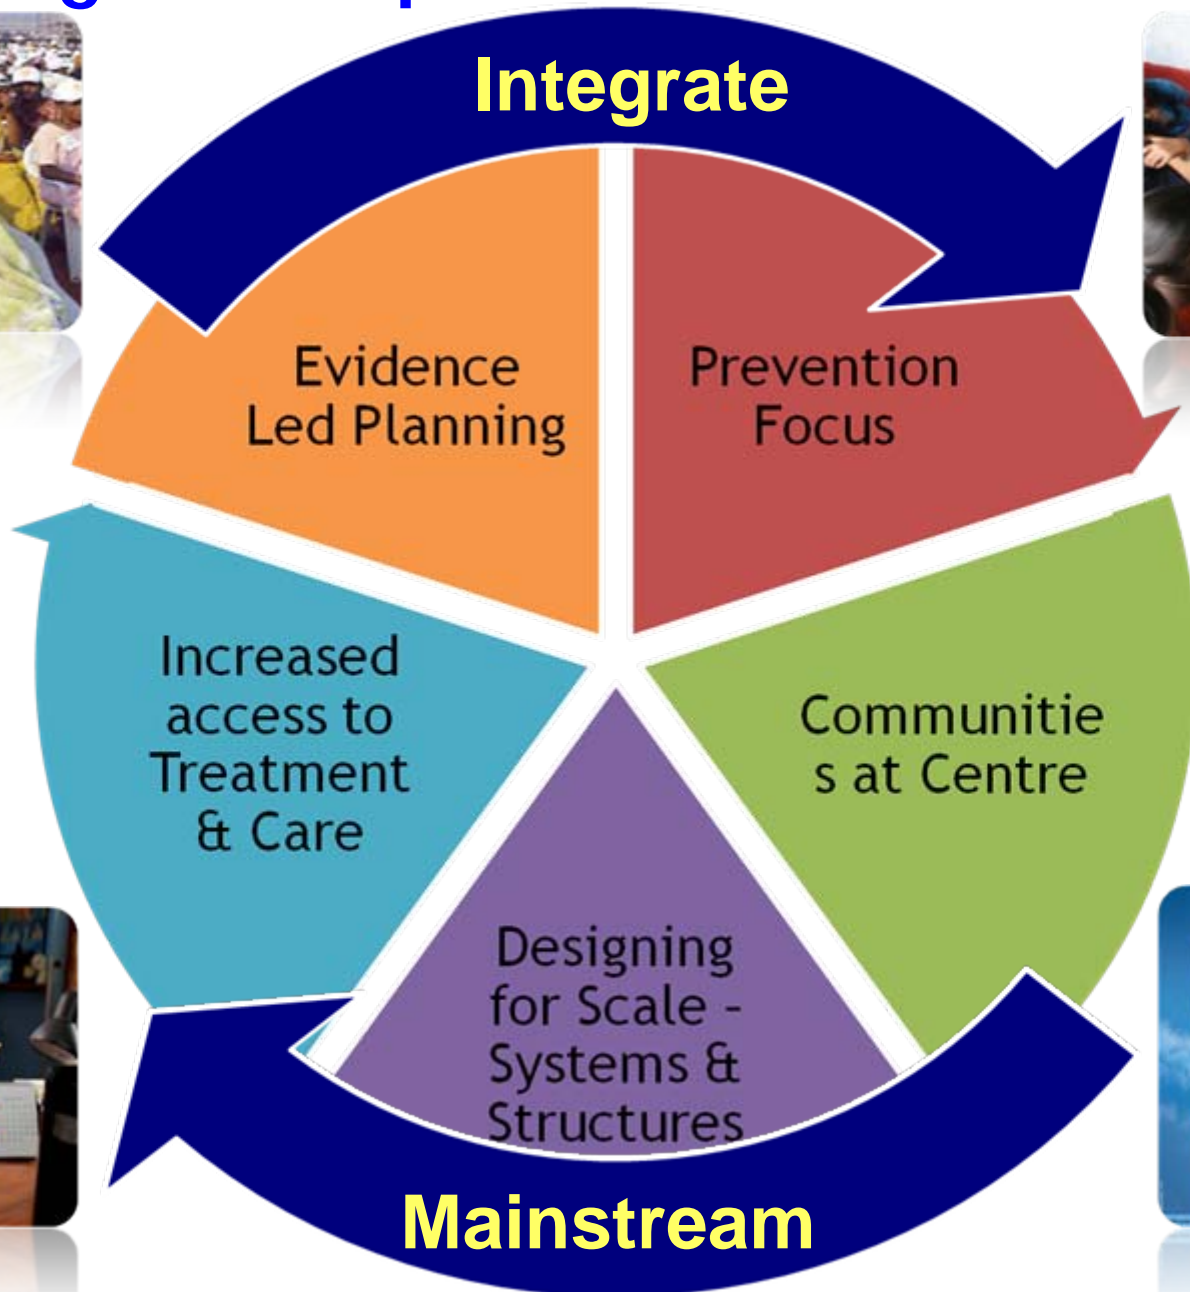 Integrate
Evidence
Led Planning
Prevention
Focus
Increased
access to
Treatment
& Care
Communitie
s at Centre
Designing
for Scale -
Systems &
Structures
Mainstream